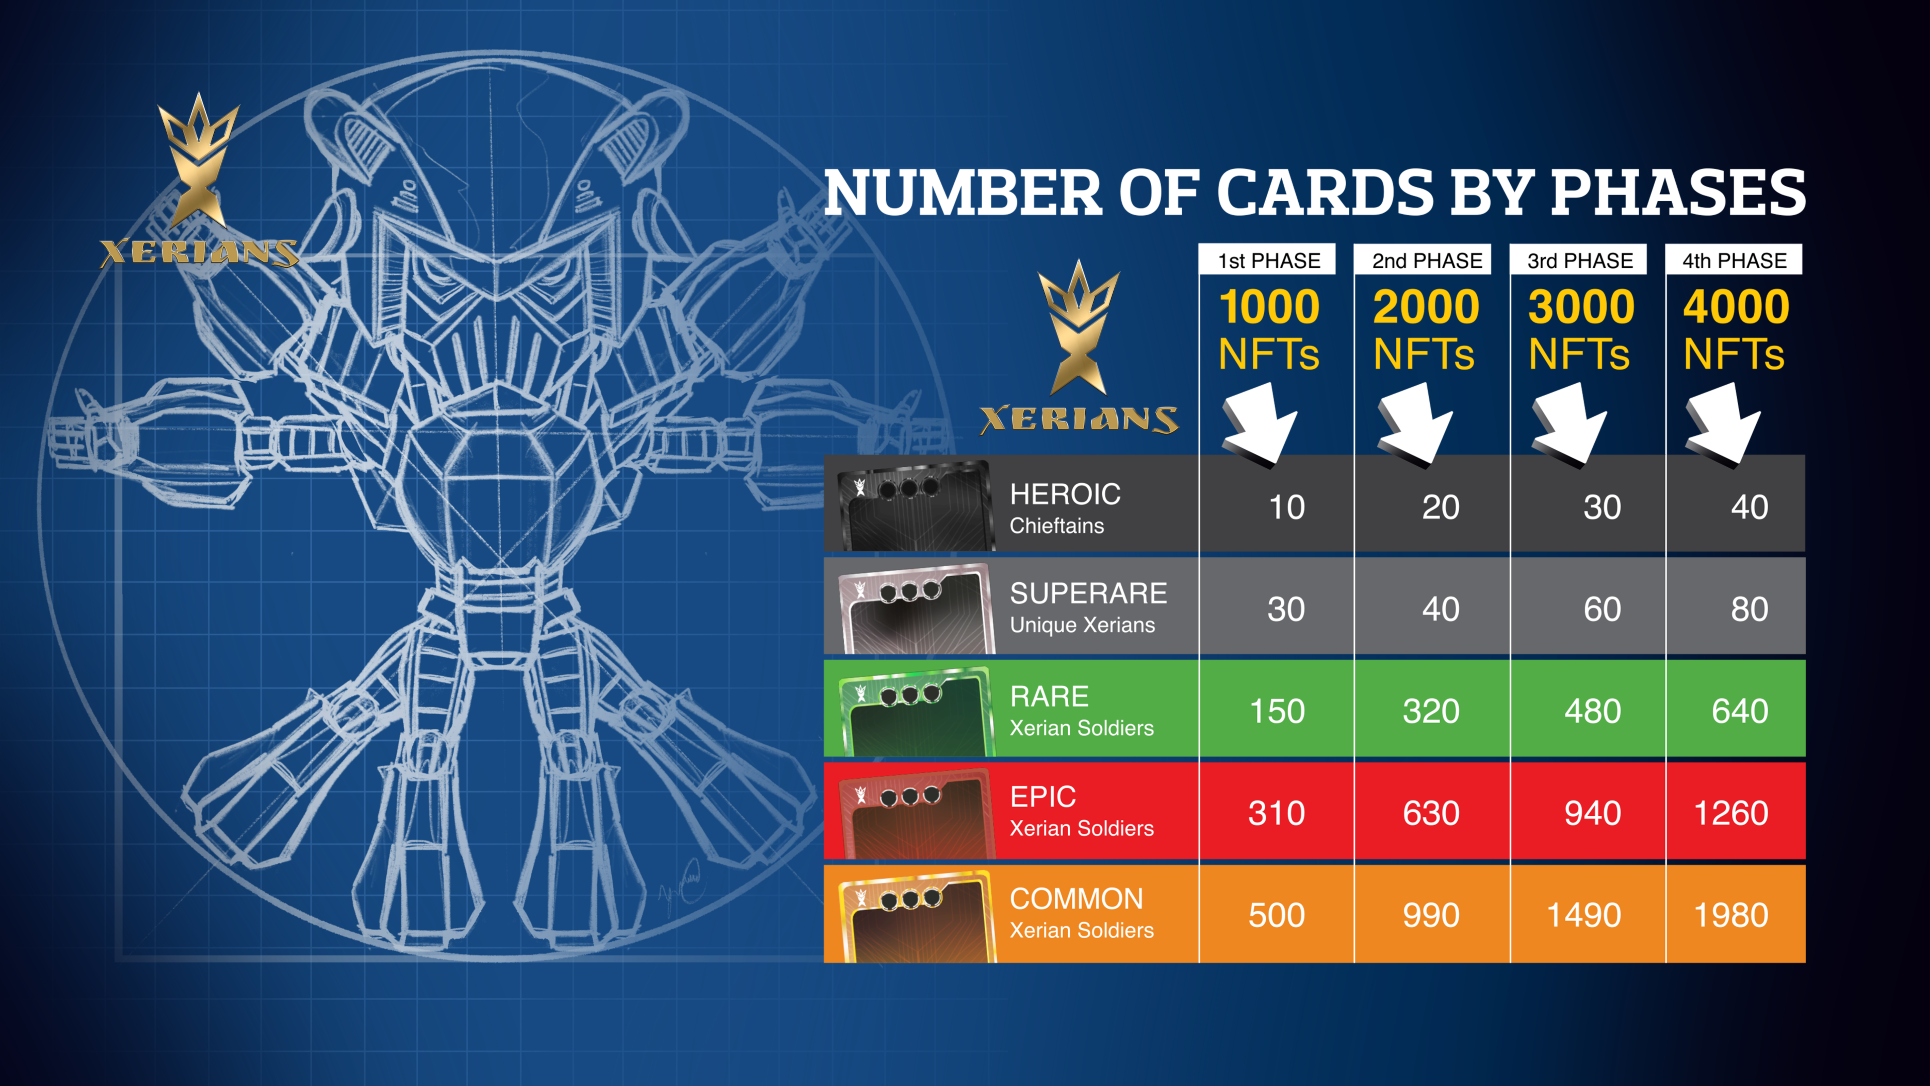 XERIANS
NUMBER OF CARDS BY PHASES
XERIANS
1st PHASE 2nd PHASE 3rd PHASE 4th PHASE
1000 2000 3000 4000
NFTs NFTs NFTs NFTs
HEROIC
Chieftains
10 20 30 40
SUPERARE
Unique Xerians
30 40 60 80
RARE
Xerian Soldiers
150 320 480 640
EPIC
Xerian Soldiers
310 630 940 1260
COMMON
Xerian Soldiers
500 990 1490 1980